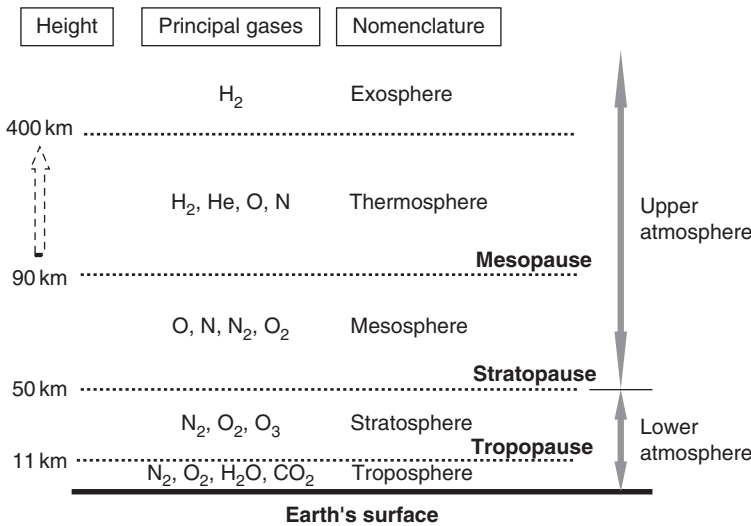 Height Principal gases Nomenclature
H₂ Exosphere
400 km
H₂, He, O, N Thermosphere
Upper
atmosphere
Mesopause
90 km
O, N, N₂, O₂ Mesosphere
Stratopause
50 km
N₂, O₂, O₃ Stratosphere
Lower
atmosphere
Tropopause
11 km
N₂, O₂, H₂O, CO₂ Troposphere
Earth's surface